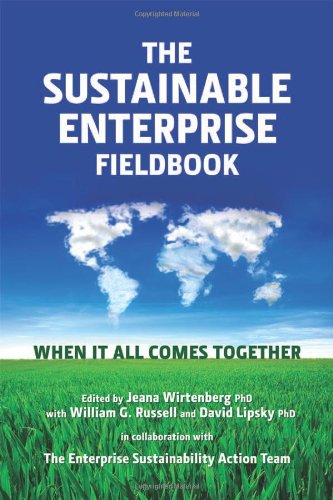 THE
SUSTAINABLE
ENTERPRISE
FIELDBOOK
WHEN IT ALL COMES TOGETHER
Edited by Jeana Wirtenberg PhD
with William G. Russell and David Lipsky PhD
in collaboration with
The Enterprise Sustainability Action Team